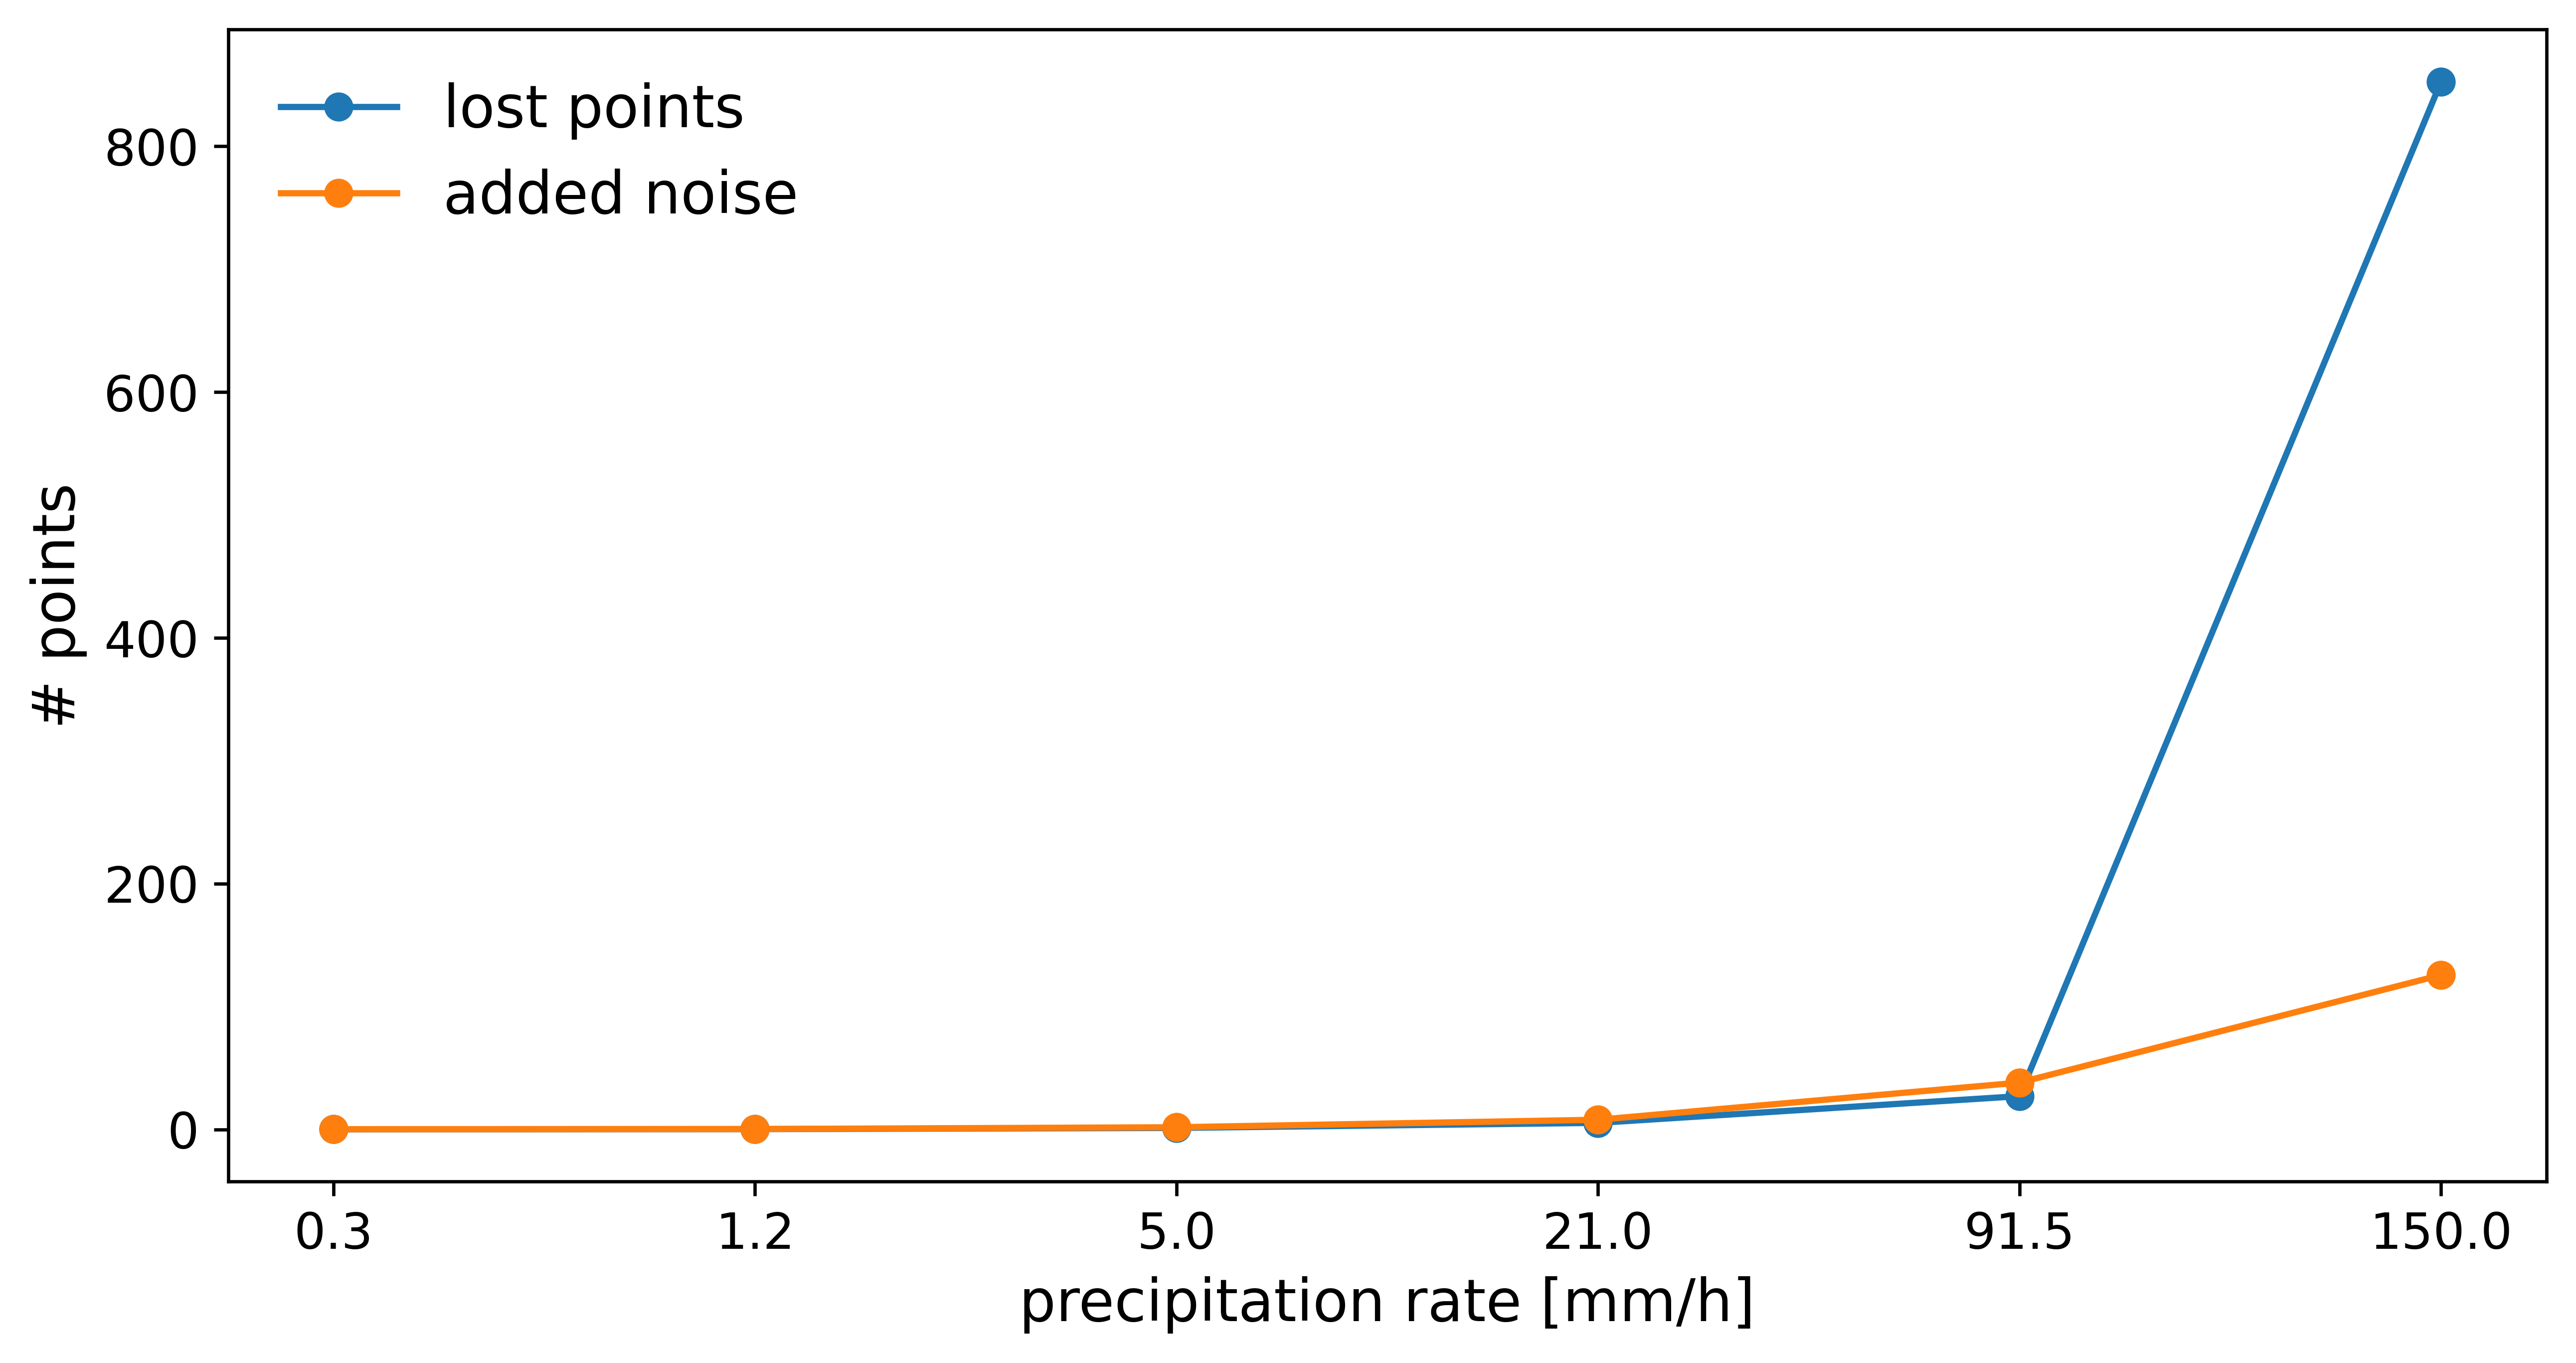 lost points
added noise
800
600
400
200
0
# points
0.3 1.2 5.0 21.0 91.5 150.0
precipitation rate [mm/h]